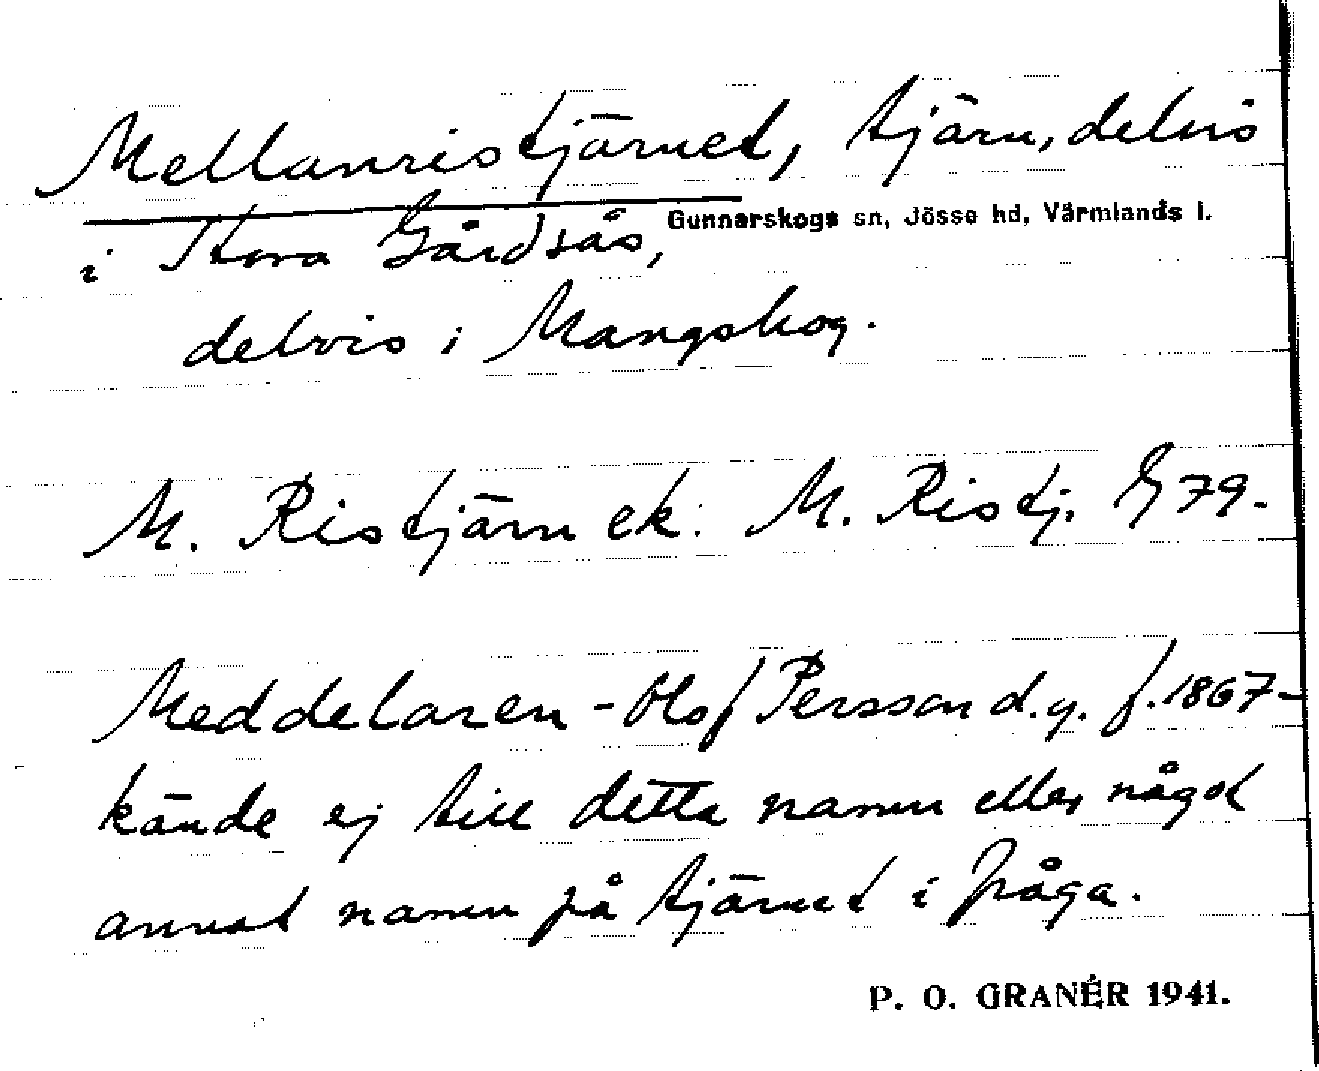 Mellanristjärnet, tjärn, delvis
Gunnarskogs sn, Jösse hd, Värmlands l.
i Stora Gårdsås,
delvis i Mangskog.
M. Ristjärn ek. M. Ristj. G 79.
Meddelaren - Olof Persson d.y. f. 1867 -
kände ej till detta namn eller något
annat namn på tjärnet i fråga.
P. O. GRANÉR 1941.